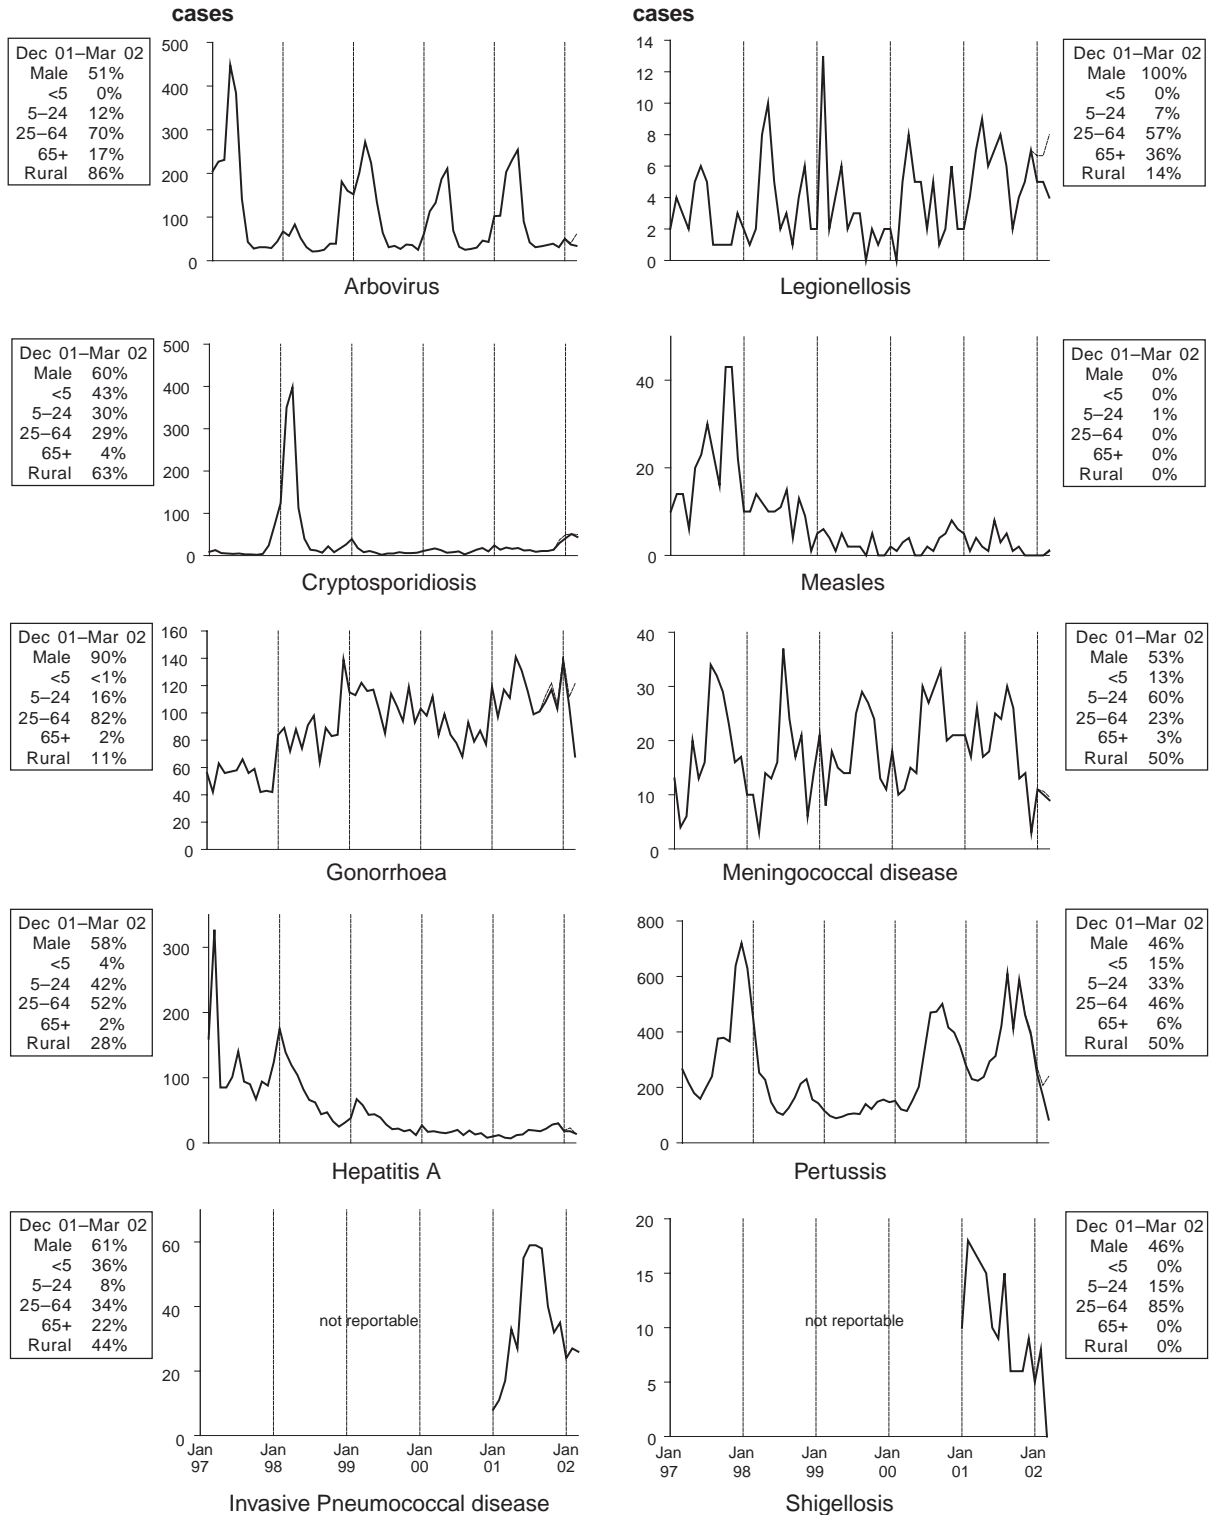 cases
Dec 01–Mar 02
Male 51%
<5 0%
5–24 12%
25–64 70%
65+ 17%
Rural 86%
500
400
300
200
100
0
Arbovirus
cases
14
12
10
8
6
4
2
0
Legionellosis
Dec 01–Mar 02
Male 100%
<5 0%
5–24 7%
25–64 57%
65+ 36%
Rural 14%
Dec 01–Mar 02
Male 60%
<5 43%
5–24 30%
25–64 29%
65+ 4%
Rural 63%
500
400
300
200
100
0
Cryptosporidiosis
40
20
0
Measles
Dec 01–Mar 02
Male 0%
<5 0%
5–24 1%
25–64 0%
65+ 0%
Rural 0%
Dec 01–Mar 02
Male 90%
<5 <1%
5–24 16%
25–64 82%
65+ 2%
Rural 11%
160
140
120
100
80
60
40
20
0
Gonorrhoea
40
30
20
10
0
Meningococcal disease
Dec 01–Mar 02
Male 53%
<5 13%
5–24 60%
25–64 23%
65+ 3%
Rural 50%
Dec 01–Mar 02
Male 58%
<5 4%
5–24 42%
25–64 52%
65+ 2%
Rural 28%
300
200
100
0
Hepatitis A
800
600
400
200
0
Pertussis
Dec 01–Mar 02
Male 46%
<5 15%
5–24 33%
25–64 46%
65+ 6%
Rural 50%
Dec 01–Mar 02
Male 61%
<5 36%
5–24 8%
25–64 34%
65+ 22%
Rural 44%
60
40
20
0
not reportable
Jan Jan Jan Jan Jan Jan
97 98 99 00 01 02
Invasive Pneumococcal disease
20
15
10
5
0
not reportable
Jan Jan Jan Jan Jan Jan
97 98 99 00 01 02
Shigellosis
Dec 01–Mar 02
Male 46%
<5 0%
5–24 15%
25–64 85%
65+ 0%
Rural 0%